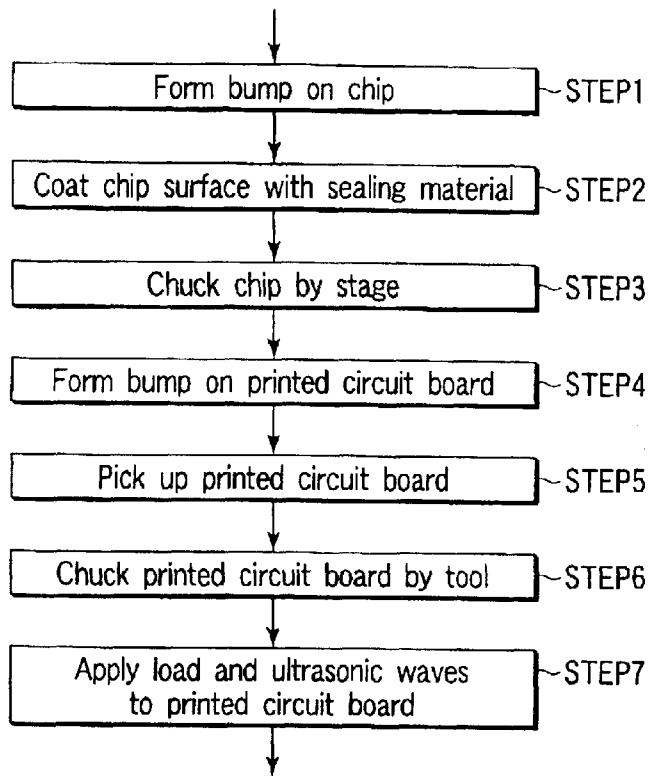 Form bump on chip
STEP1
Coat chip surface with sealing material
STEP2
Chuck chip by stage
STEP3
Form bump on printed circuit board
STEP4
Pick up printed circuit board
STEP5
Chuck printed circuit board by tool
STEP6
Apply load and ultrasonic waves
to printed circuit board
STEP7